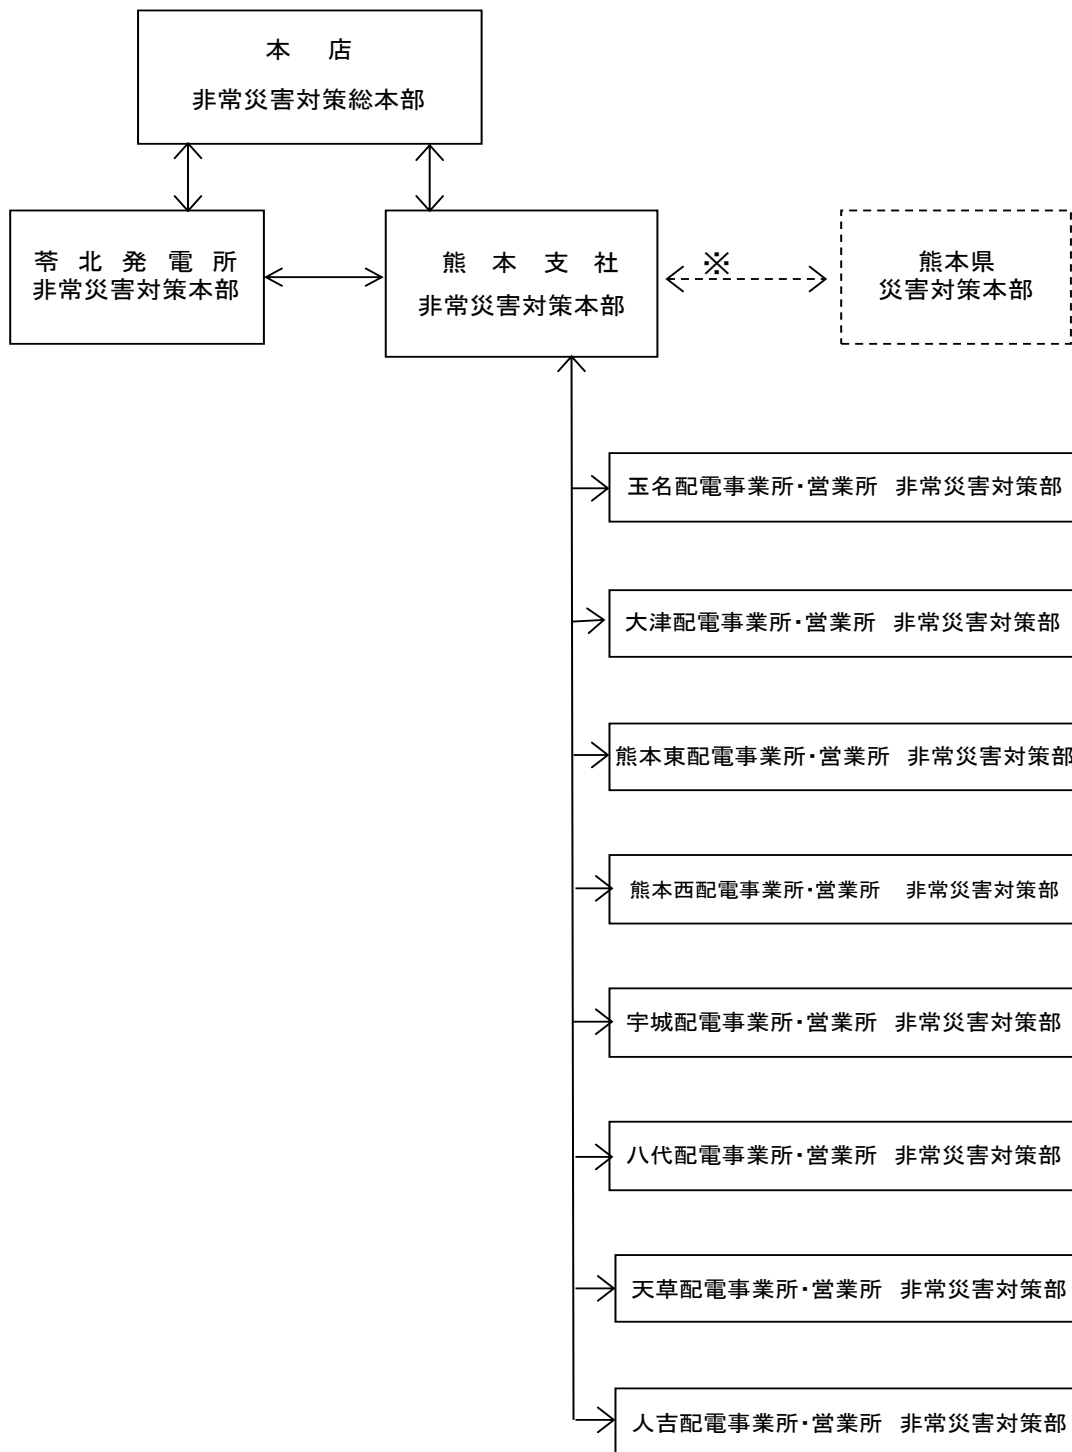 本　店
非常災害対策総本部
苓北発電所
非常災害対策本部
熊本支社
非常災害対策本部
※
熊本県
災害対策本部
玉名配電事業所・営業所　非常災害対策部
大津配電事業所・営業所　非常災害対策部
熊本東配電事業所・営業所　非常災害対策部
熊本西配電事業所・営業所　非常災害対策部
宇城配電事業所・営業所　非常災害対策部
八代配電事業所・営業所　非常災害対策部
天草配電事業所・営業所　非常災害対策部
人吉配電事業所・営業所　非常災害対策部